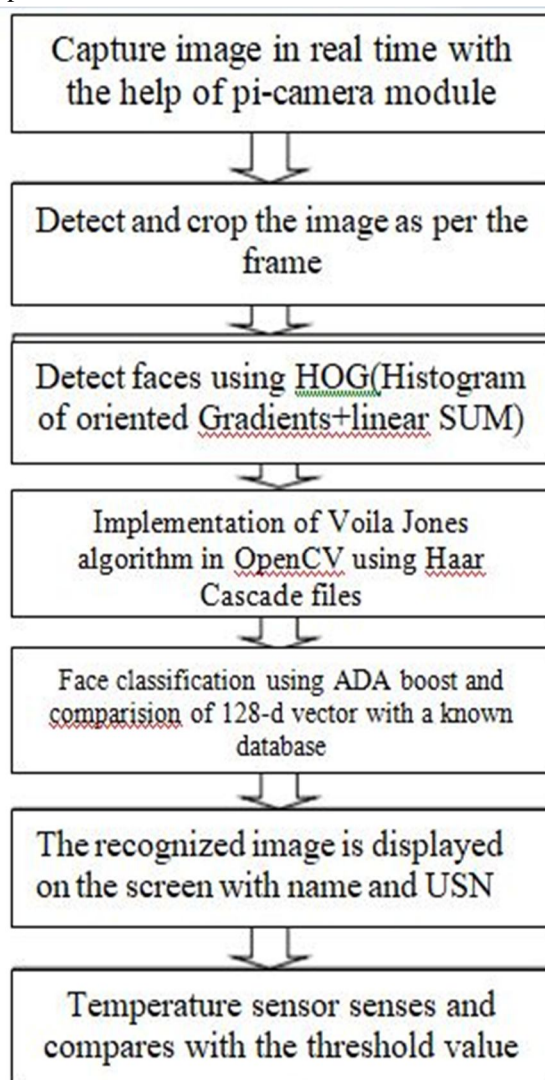 Capture image in real time with
the help of pi-camera module
Detect and crop the image as per the
frame
Detect faces using HOG(Histogram
of oriented Gradients+linear SUM)
Implementation of Voila Jones
algorithm in OpenCV using Haar
Cascade files
Face classification using ADA boost and
comparision of 128-d vector with a known
database
The recognized image is displayed
on the screen with name and USN
Temperature sensor senses and
compares with the threshold value